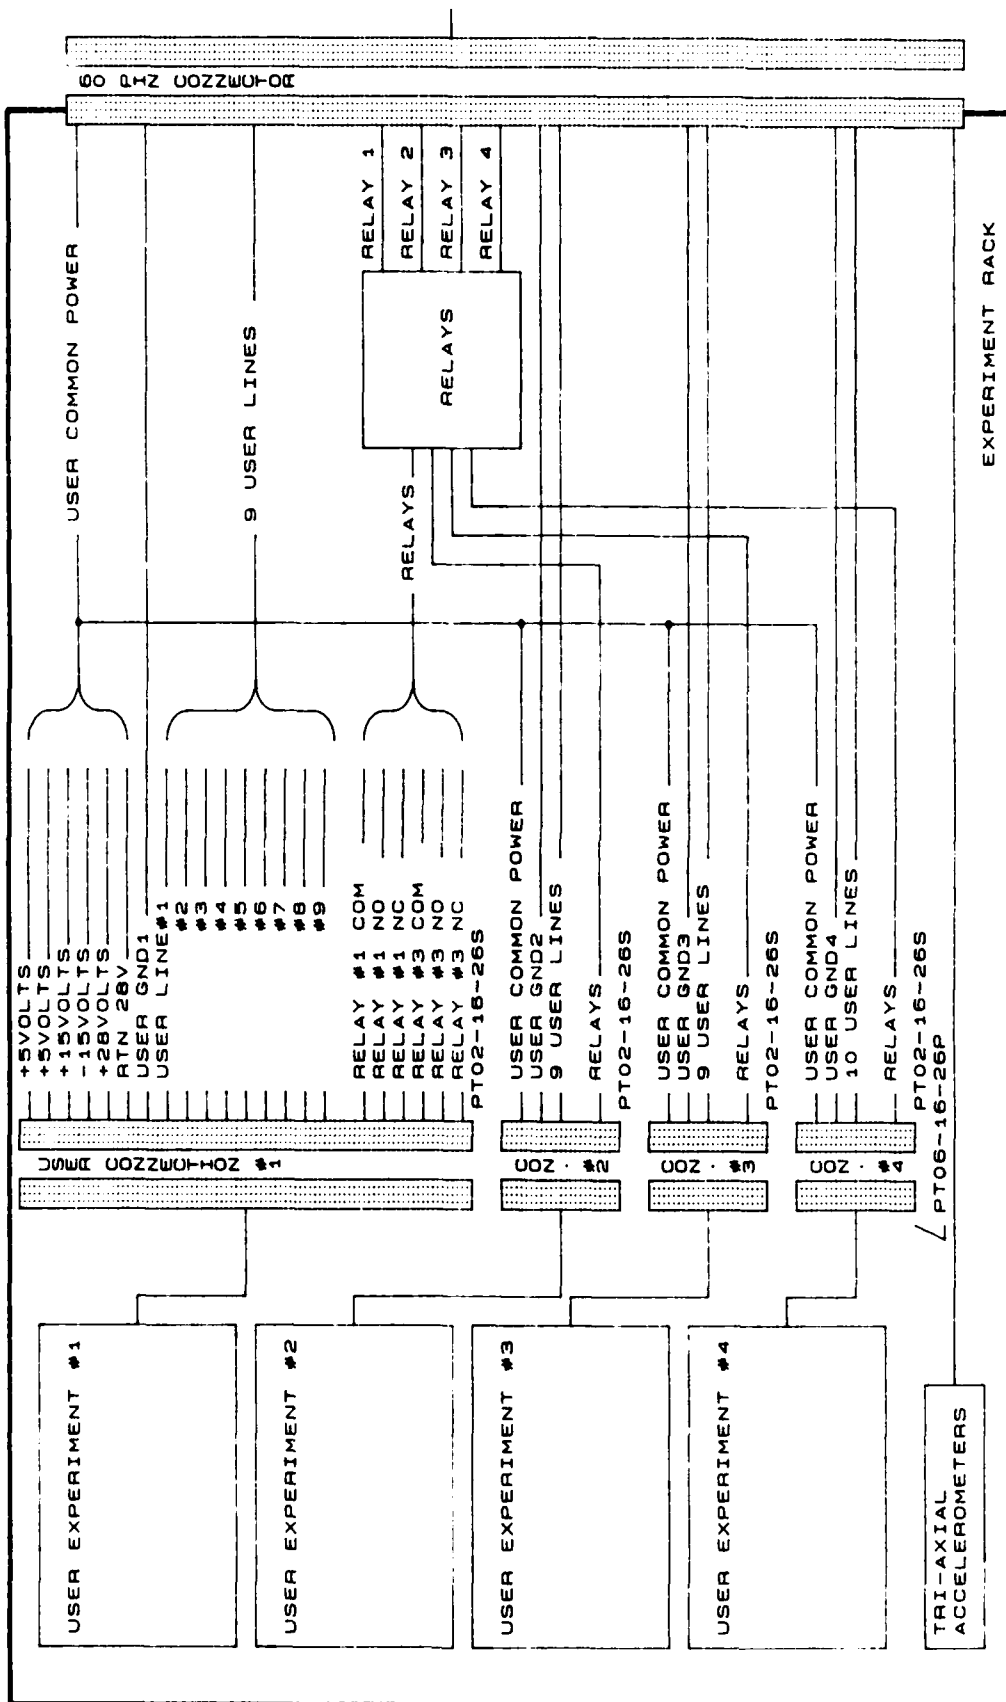 USER EXPERIMENT #1
USER EXPERIMENT #2
USER EXPERIMENT #3
USER EXPERIMENT #4
TRI-AXIAL
ACCELEROMETERS
USER CONNECTION #1
CON. #2
CON. #3
CON. #4
PT06-16-26P
+5VOLTS
+5VOLTS
+15VOLTS
-15VOLTS
+28VOLTS
RTN 28V
USER GND1
USER LINE#1
#2
#3
#4
#5
#6
#7
#8
#9
RELAY #1 COM
RELAY #1 NO
RELAY #1 NC
RELAY #3 COM
RELAY #3 NO
RELAY #3 NC
PT02-16-26S
USER COMMON POWER
USER GND2
9 USER LINES
RELAYS
PT02-16-26S
USER COMMON POWER
USER GND3
9 USER LINES
RELAYS
PT02-16-26S
USER COMMON POWER
USER GND4
10 USER LINES
RELAYS
PT02-16-26S
USER COMMON POWER
9 USER LINES
RELAYS
RELAYS
RELAY 1
RELAY 2
RELAY 3
RELAY 4
60 PIN CONNECTOR
EXPERIMENT RACK